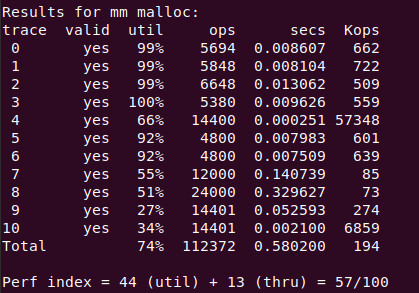 Results for mm malloc:
trace valid util ops secs Kops
0 yes 99% 5694 0.008607 662
1 yes 99% 5848 0.008104 722
2 yes 99% 6648 0.013062 509
3 yes 100% 5380 0.009626 559
4 yes 66% 14400 0.000251 57348
5 yes 92% 4800 0.007983 601
6 yes 92% 4800 0.007509 639
7 yes 55% 12000 0.140739 85
8 yes 51% 24000 0.329627 73
9 yes 27% 14401 0.052593 274
10 yes 34% 14401 0.002100 6859
Total 74% 112372 0.580200 194
Perf index = 44 (util) + 13 (thru) = 57/100